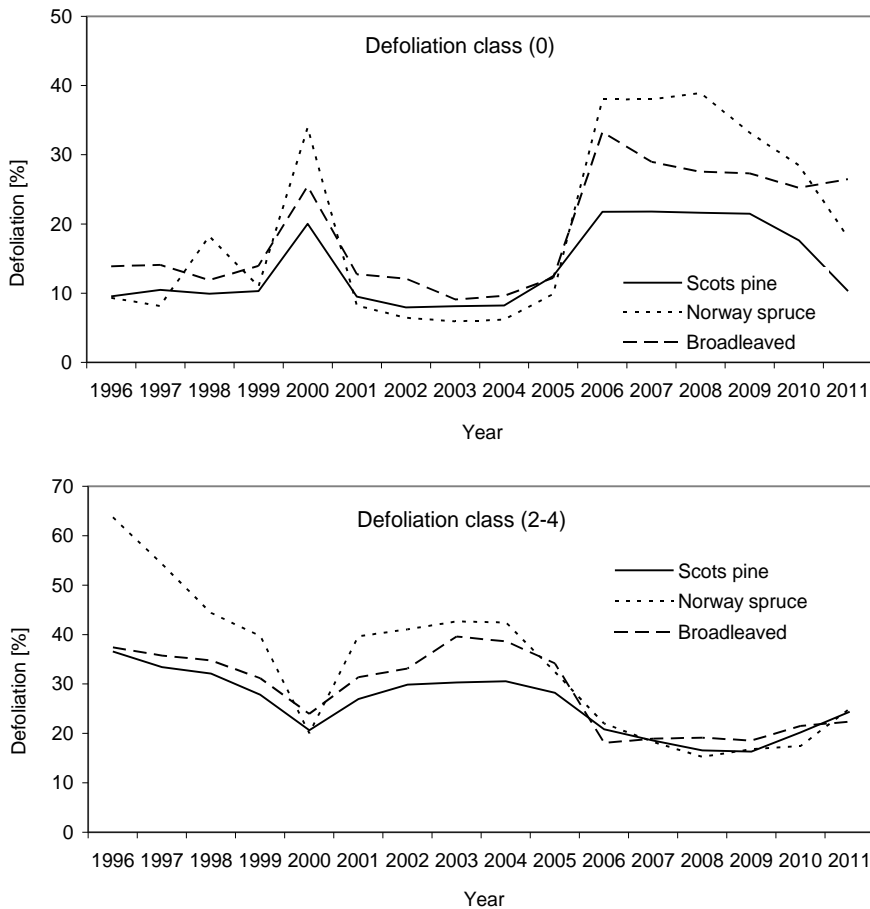 50
Defoliation class (0)
40
30
20
10
0
Defoliation [%]
Scots pine
Norway spruce
Broadleaved
1996 1997 1998 1999 2000 2001 2002 2003 2004 2005 2006 2007 2008 2009 2010 2011
Year
70
Defoliation class (2-4)
60
50
40
30
20
10
0
Defoliation [%]
Scots pine
Norway spruce
Broadleaved
1996 1997 1998 1999 2000 2001 2002 2003 2004 2005 2006 2007 2008 2009 2010 2011
Year